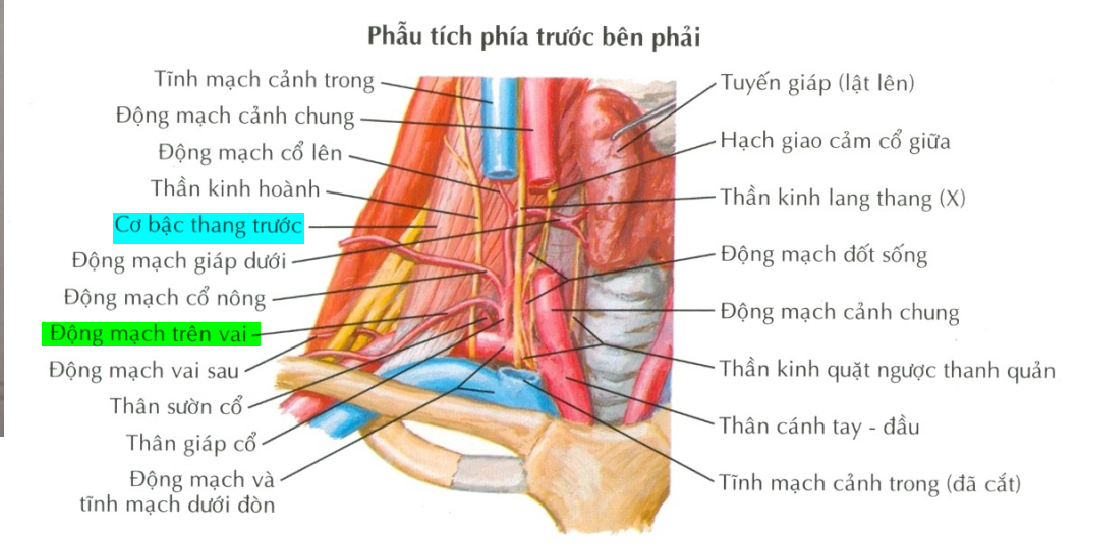 Phẫu tích phía trước bên phải
Tĩnh mạch cảnh trong
Động mạch cảnh chung
Động mạch cổ lên
Thần kinh hoành
Cơ bậc thang trước
Động mạch giáp dưới
Động mạch cổ nông
Động mạch trên vai
Động mạch vai sau
Thân sườn cổ
Thân giáp cổ
Động mạch và
tĩnh mạch dưới đòn
Tuyến giáp (lật lên)
Hạch giao cảm cổ giữa
Thần kinh lang thang (X)
Động mạch đốt sống
Động mạch cảnh chung
Thần kinh quặt ngược thanh quản
Thân cánh tay - đầu
Tĩnh mạch cảnh trong (đã cắt)